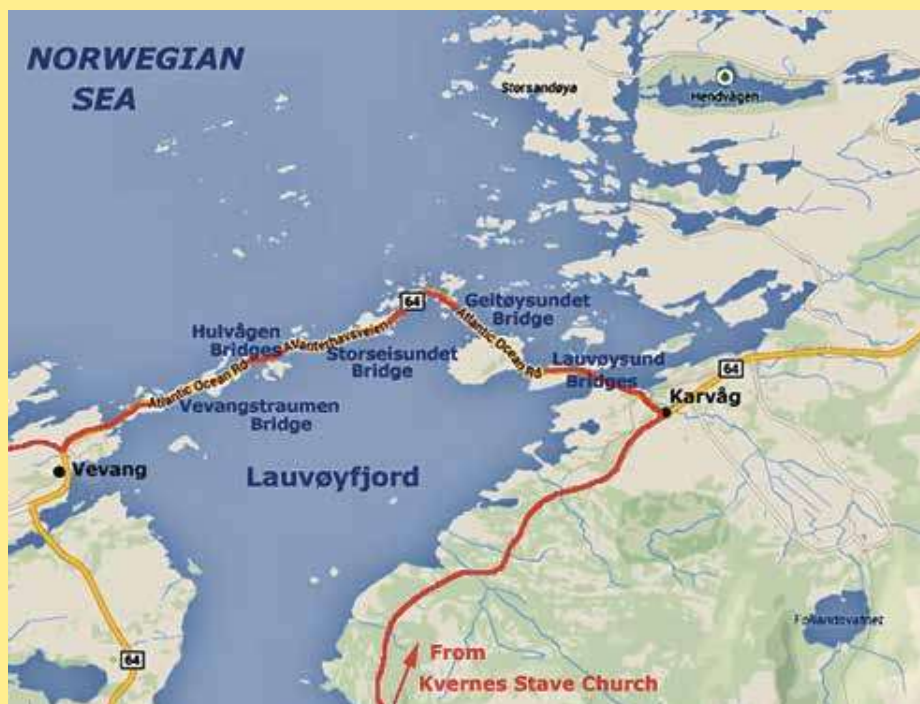 NORWEGIAN
SEA
Storsandøya
Hendvågen
64
Geitøysundet
Bridge
Atlantic Ocean Rd
Hulvågen
Bridges
Atlanterhavsveien
Storseisundet
Bridge
Lauvøysund
Bridges
64
Karvåg
Atlantic Ocean Rd
Vevangstraumen
Bridge
Vevang
Lauvøyfjord
64
From
Kvernes Stave Church